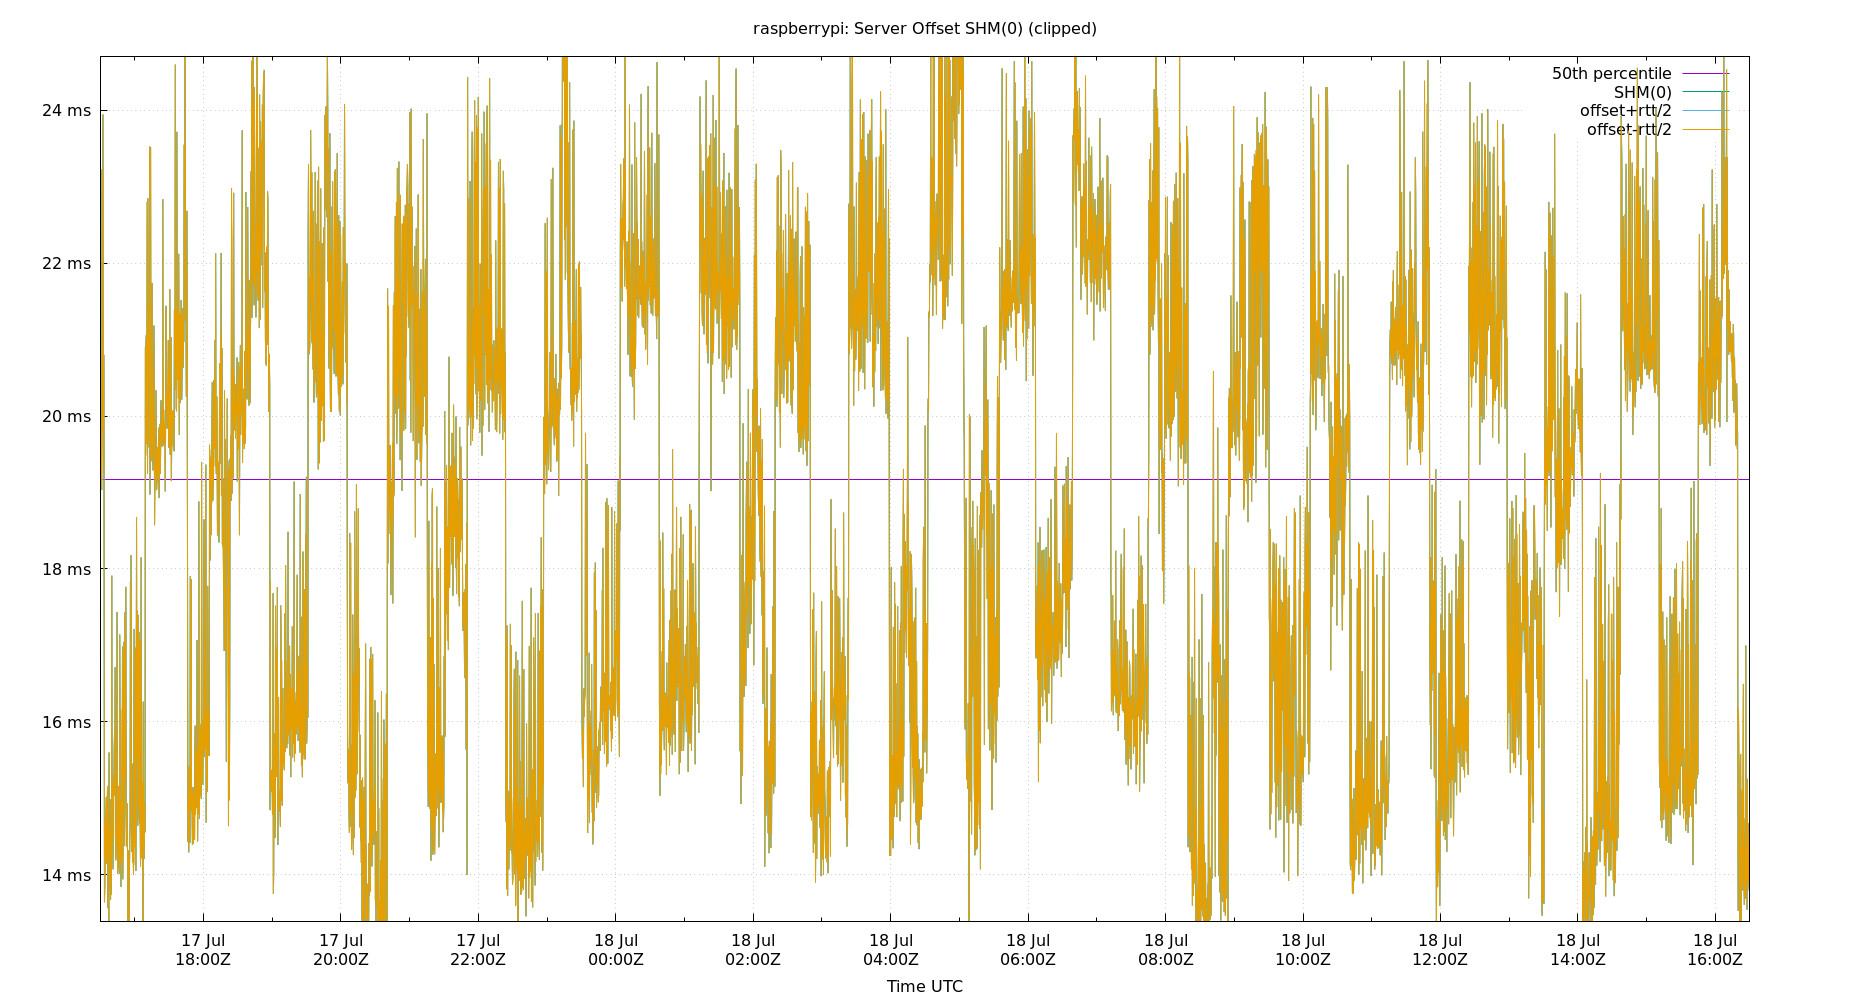 raspberrypi: Server Offset SHM(0) (clipped)
50th percentile
SHM(0)
offset+rtt/2
offset-rtt/2
24 ms
22 ms
20 ms
18 ms
16 ms
14 ms
17 Jul 17 Jul 17 Jul 18 Jul 18 Jul 18 Jul 18 Jul 18 Jul 18 Jul 18 Jul 18 Jul 18 Jul
18:00Z 20:00Z 22:00Z 00:00Z 02:00Z 04:00Z 06:00Z 08:00Z 10:00Z 12:00Z 14:00Z 16:00Z
Time UTC